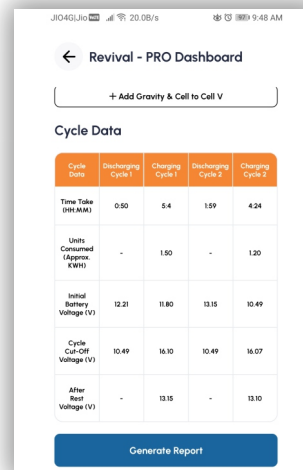 JIO4G|Jio 20.0B/s 97 9:48 AM
← Revival - PRO Dashboard
+ Add Gravity & Cell to Cell V
Cycle Data
Cycle Data Discharging Cycle 1 Charging Cycle 1 Discharging Cycle 2 Charging Cycle 2
Time Take (HH:MM) 0:50 5:4 1:59 4:24
Units Consumed (Approx. KWH) - 1.50 - 1.20
Initial Battery Voltage (V) 12.21 11.80 13.15 10.49
Cycle Cut-Off Voltage (V) 10.49 16.10 10.49 16.07
After Rest Voltage (V) - 13.15 - 13.10
Generate Report